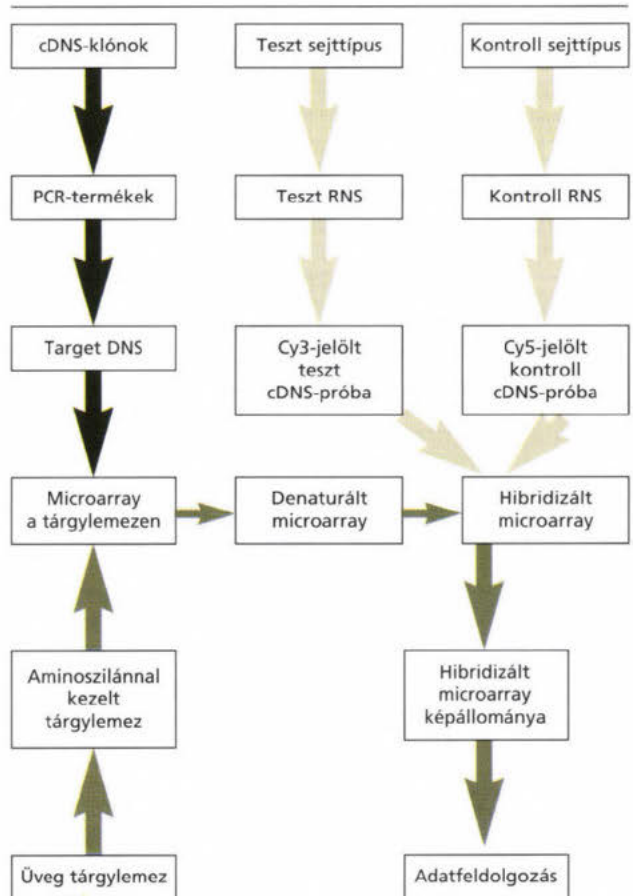 cDNS-klónok
Teszt sejttípus
Kontroll sejttípus
PCR-termékek
Teszt RNS
Kontroll RNS
Target DNS
Cy3-jelölt
teszt
cDNS-próba
Cy5-jelölt
kontroll
cDNS-próba
Microarray
a tárgylemezen
Denaturált
microarray
Hibridizált
microarray
Aminoszilánnal
kezelt
tárgylemez
Hibridizált
microarray
képállománya
Üveg tárgylemez
Adatfeldolgozás